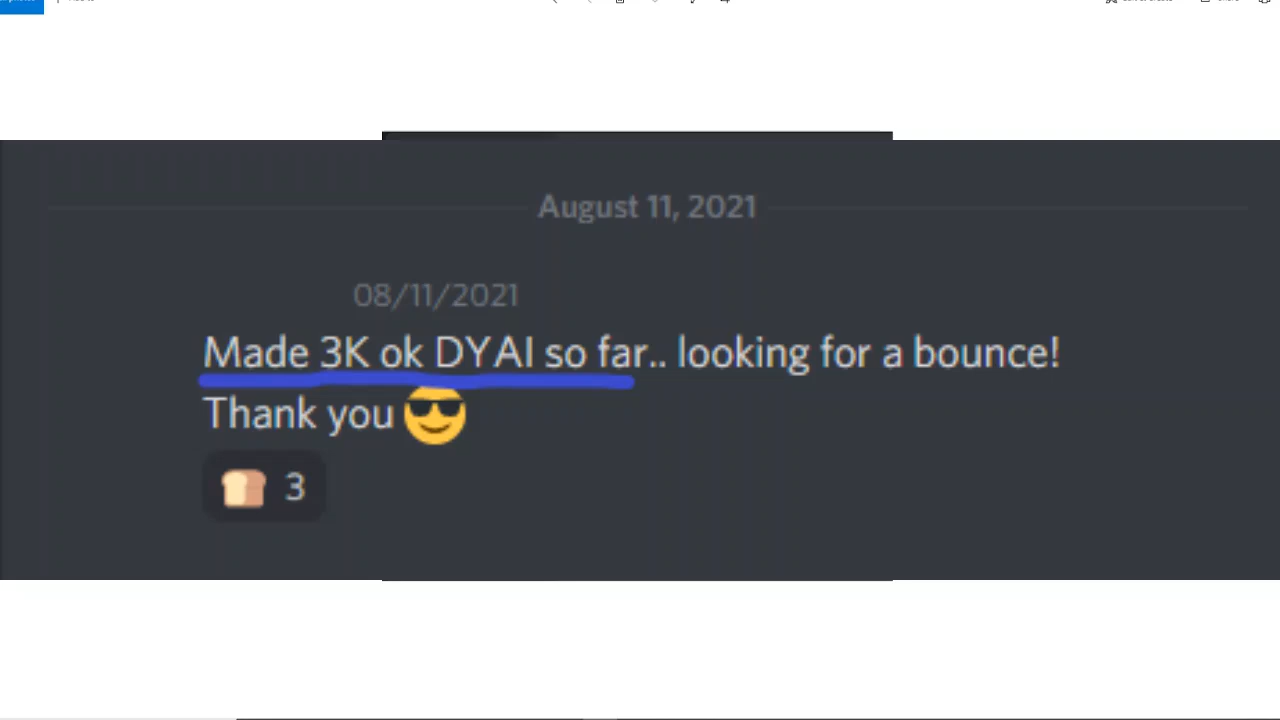 August 11, 2021
08/11/2021
Made 3K ok DYAI so far.. looking for a bounce!
Thank you 😎
🍞 3